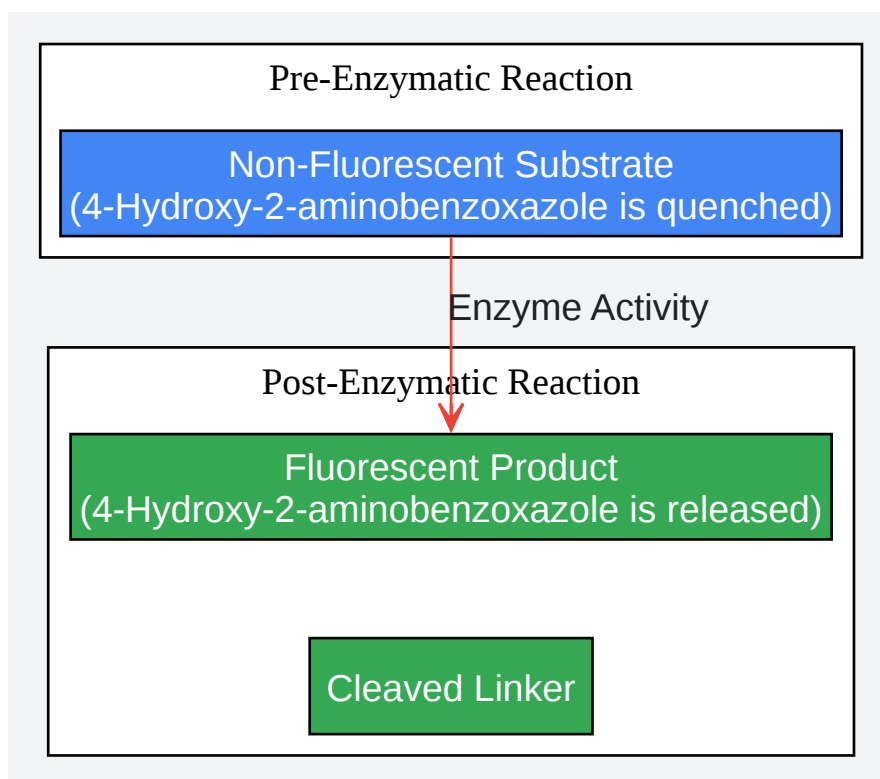 Pre-Enzymatic Reaction
Non-Fluorescent Substrate
(4-Hydroxy-2-aminobenzoxazole is quenched)
Enzyme Activity
Post-Enzymatic Reaction
Fluorescent Product
(4-Hydroxy-2-aminobenzoxazole is released)
Cleaved Linker